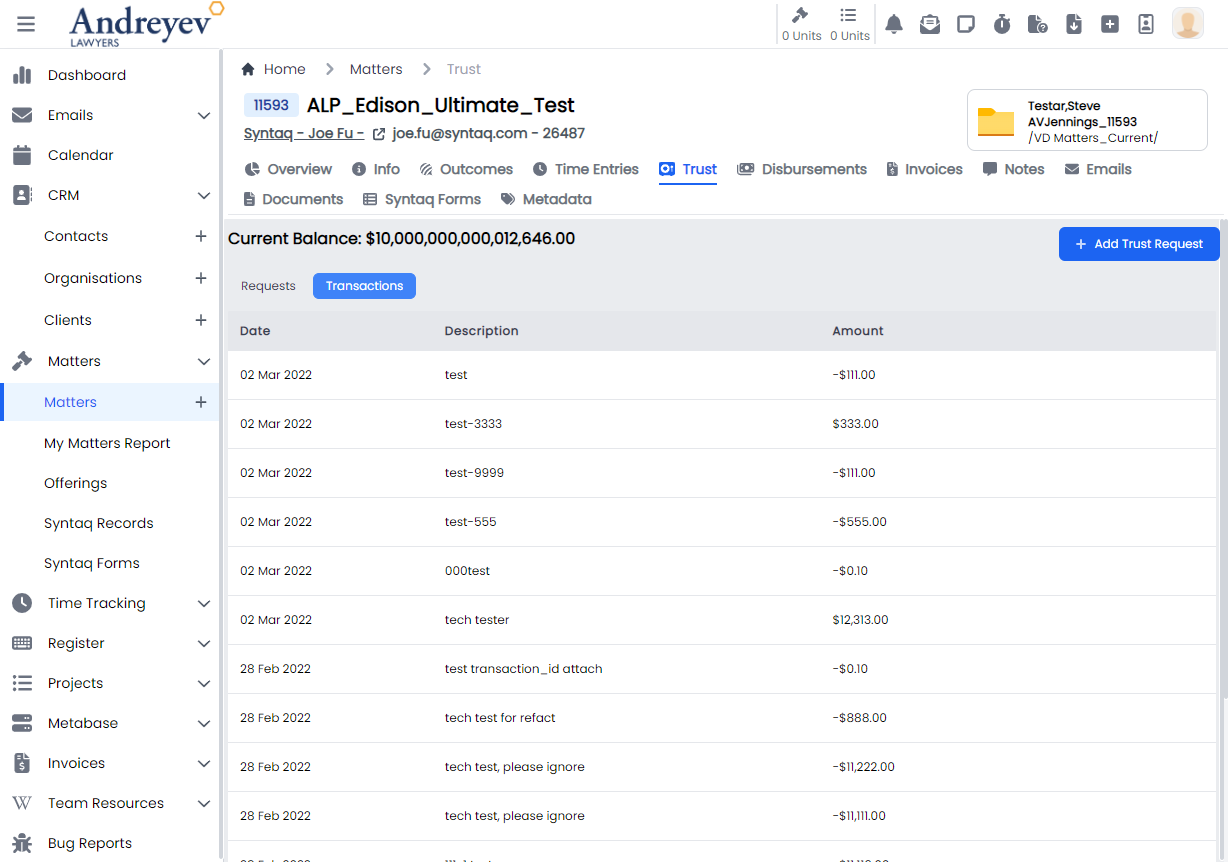 Andreyev
LAWYERS
0 Units 0 Units
Dashboard
Emails
Calendar
CRM
Contacts
Organisations
Clients
Matters
Matters
My Matters Report
Offerings
Syntaq Records
Syntaq Forms
Time Tracking
Register
Projects
Metabase
Invoices
Team Resources
Bug Reports
Home > Matters > Trust
11593 ALP_Edison_Ultimate_Test
Syntaq - Joe Fu - joe.fu@syntaq.com - 26487
Testar,Steve
AVJennings_11593
/VD Matters_Current/
Overview Info Outcomes Time Entries Trust Disbursements Invoices Notes Emails
Documents Syntaq Forms Metadata
Current Balance: $10,000,000,000,012,646.00
+ Add Trust Request
Requests Transactions
Date Description Amount
02 Mar 2022 test -$111.00
02 Mar 2022 test-3333 $333.00
02 Mar 2022 test-9999 -$111.00
02 Mar 2022 test-555 -$555.00
02 Mar 2022 000test -$0.10
02 Mar 2022 tech tester $12,313.00
28 Feb 2022 test transaction_id attach -$0.10
28 Feb 2022 tech test for refact -$888.00
28 Feb 2022 tech test, please ignore -$11,222.00
28 Feb 2022 tech test, please ignore -$11,111.00